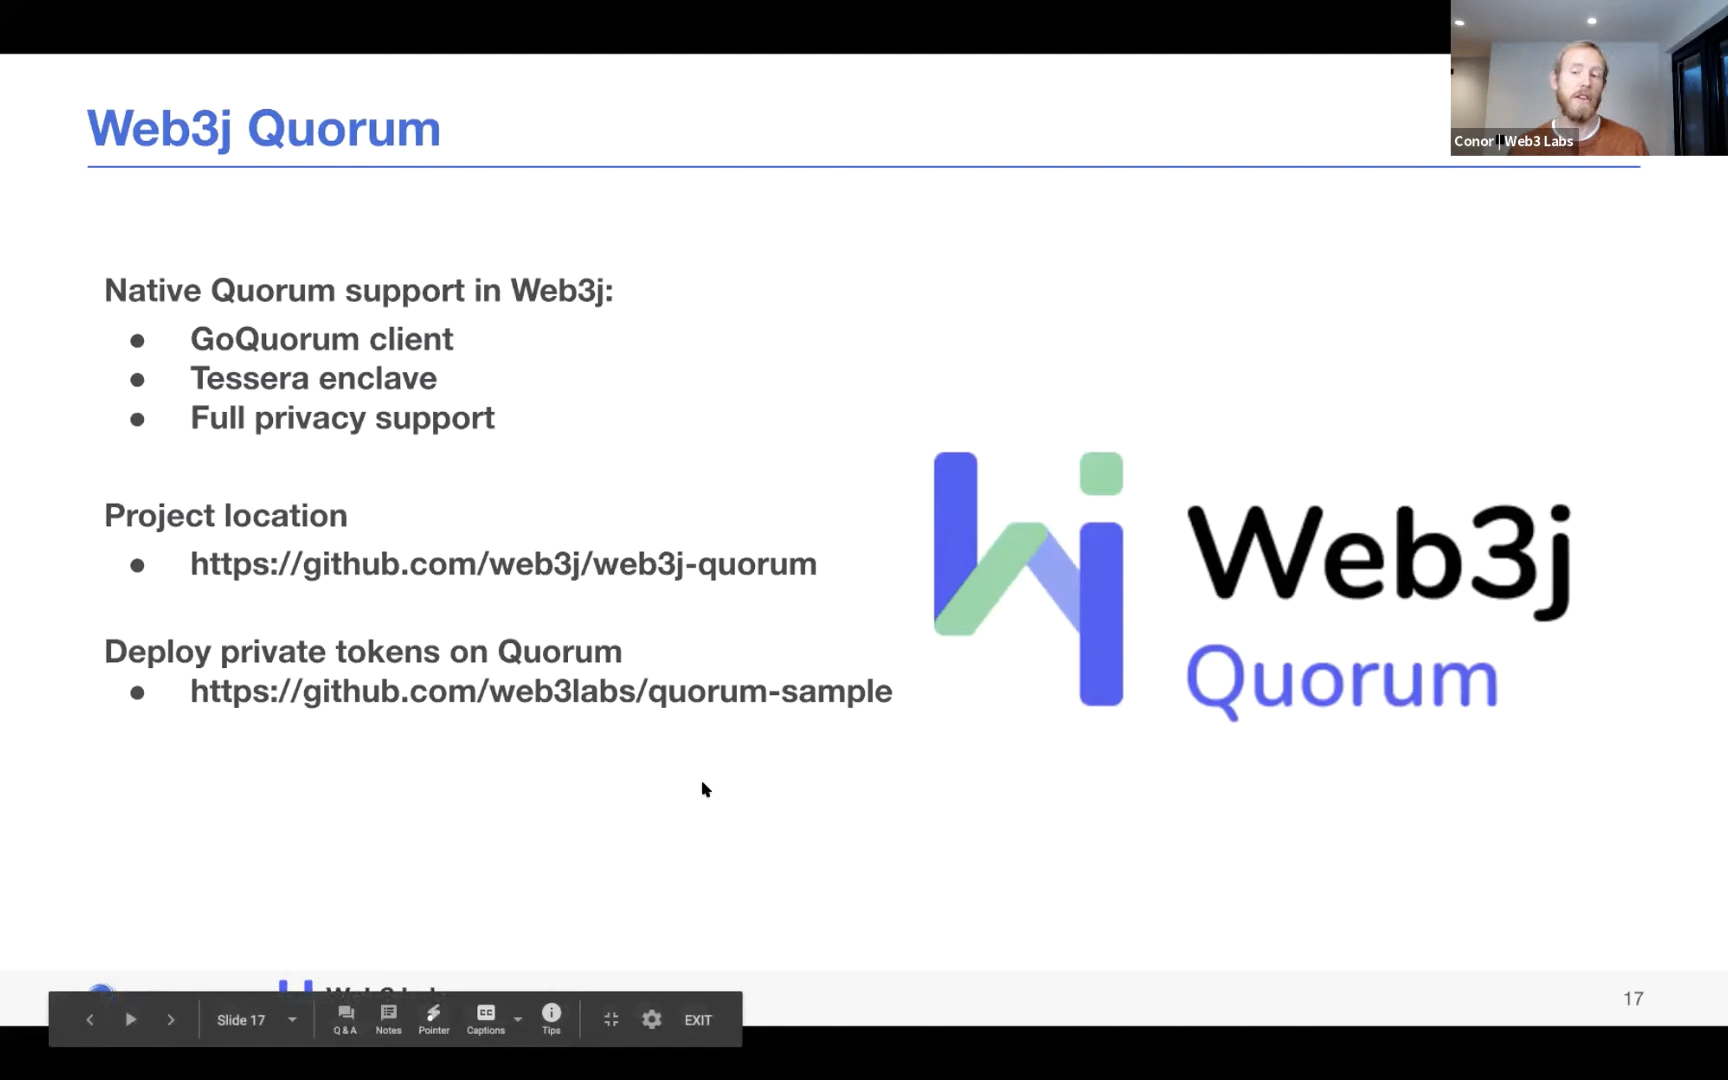 Web3j Quorum
Conor | Web3 Labs
Native Quorum support in Web3j:
● GoQuorum client
● Tessera enclave
● Full privacy support
Project location
● https://github.com/web3j/web3j-quorum
Deploy private tokens on Quorum
● https://github.com/web3labs/quorum-sample
Web3j
Quorum
17
Slide 17
Q & A
Notes
Pointer
Captions
Tips
EXIT